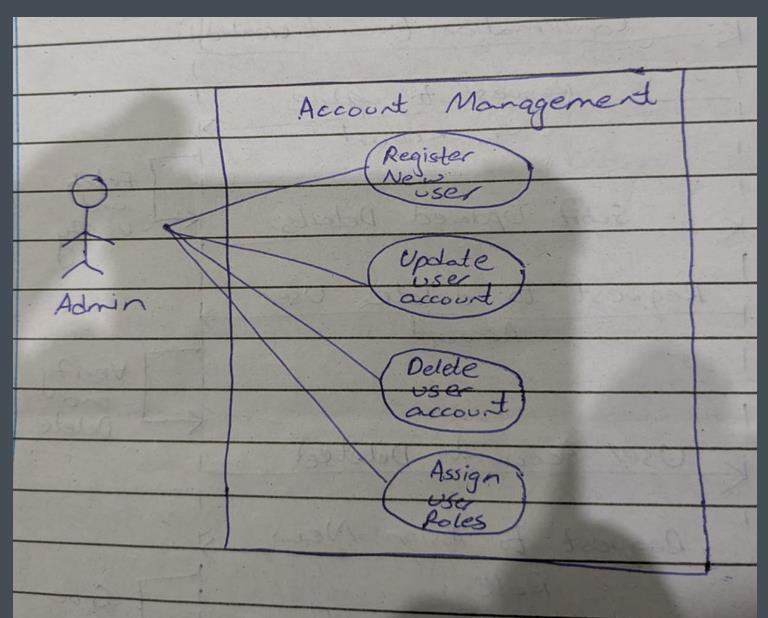 Account Management
Register
New
user
Update
user
account
Admin
Delete
user
account
Assign
user
Roles